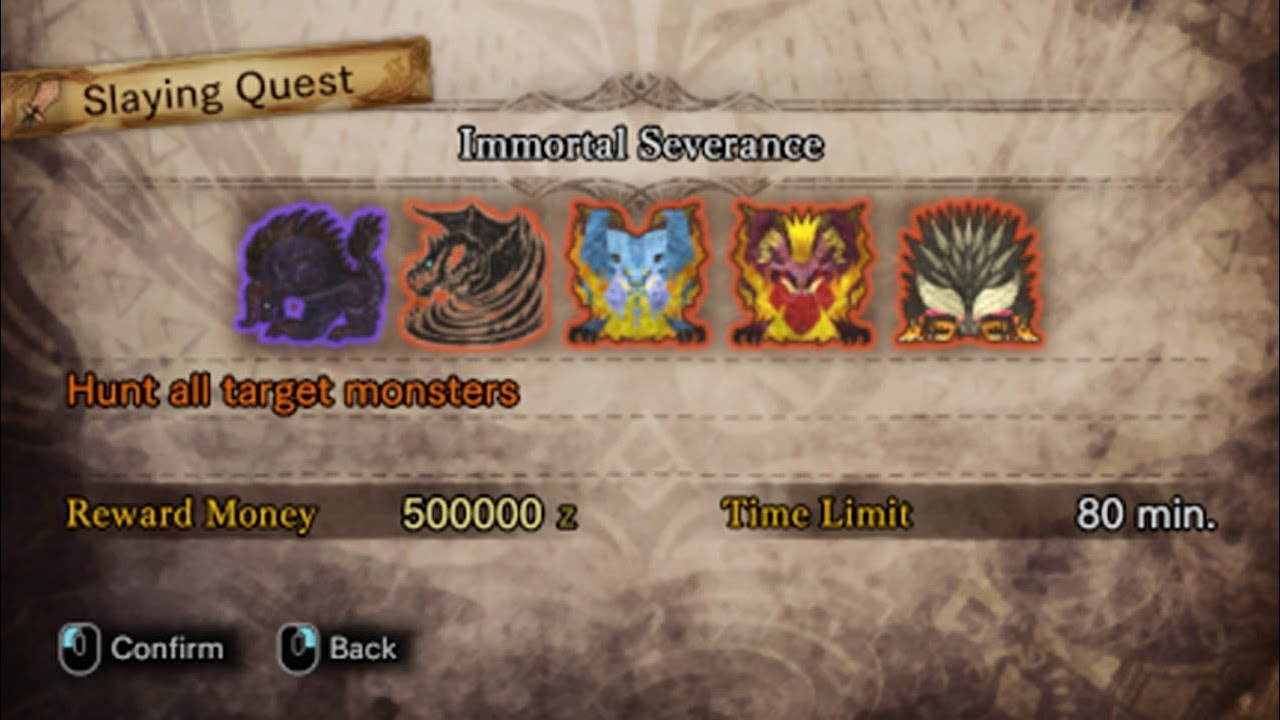 Slaying Quest
Immortal Severance
Hunt all target monsters
Reward Money 500000 z Time Limit 80 min.
Confirm Back